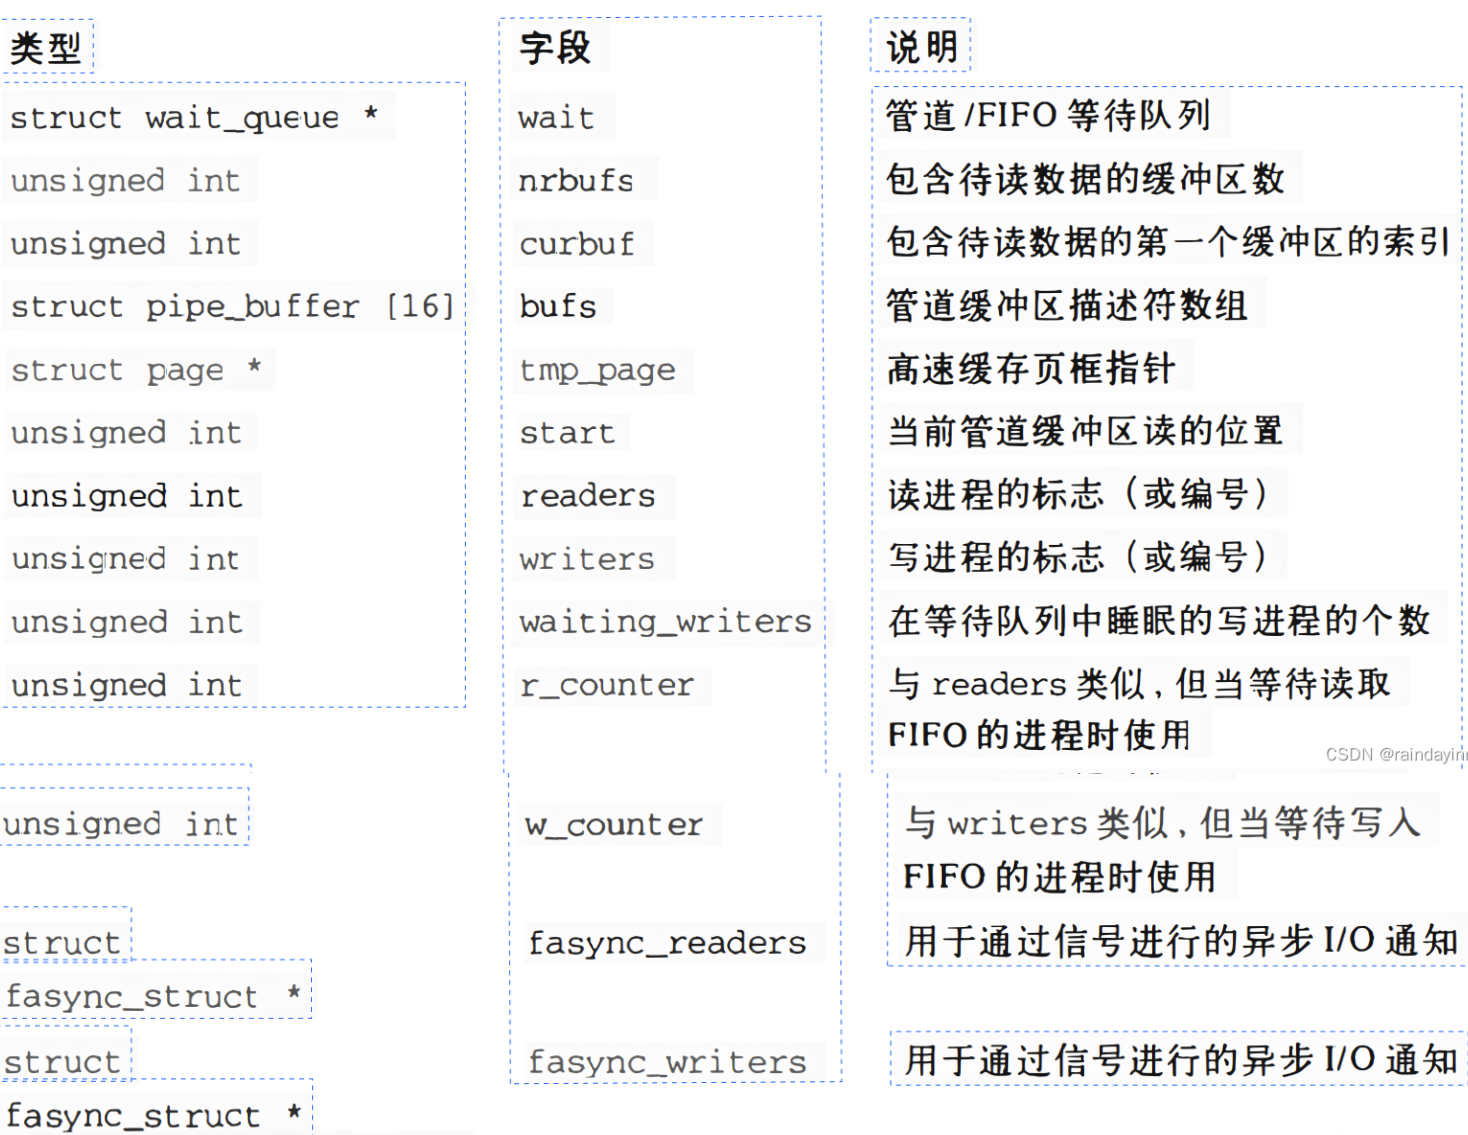 类型 字段 说明
struct wait_queue * wait 管道/FIFO等待队列
unsigned int nrbufs 包含待读数据的缓冲区数
unsigned int curbuf 包含待读数据的第一个缓冲区的索引
struct pipe_buffer [16] bufs 管道缓冲区描述符数组
struct page * tmp_page 高速缓存页框指针
unsigned int start 当前管道缓冲区读的位置
unsigned int readers 读进程的标志（或编号）
unsigned int writers 写进程的标志（或编号）
unsigned int waiting_writers 在等待队列中睡眠的写进程的个数
unsigned int r_counter 与 readers 类似，但当等待读取
FIFO 的进程时使用
CSDN @raindayin
unsigned int w_counter 与 writers 类似，但当等待写入
FIFO 的进程时使用
struct fasync_readers 用于通过信号进行的异步 I/O 通知
fasync_struct *
struct fasync_writers 用于通过信号进行的异步 I/O 通知
fasync_struct *